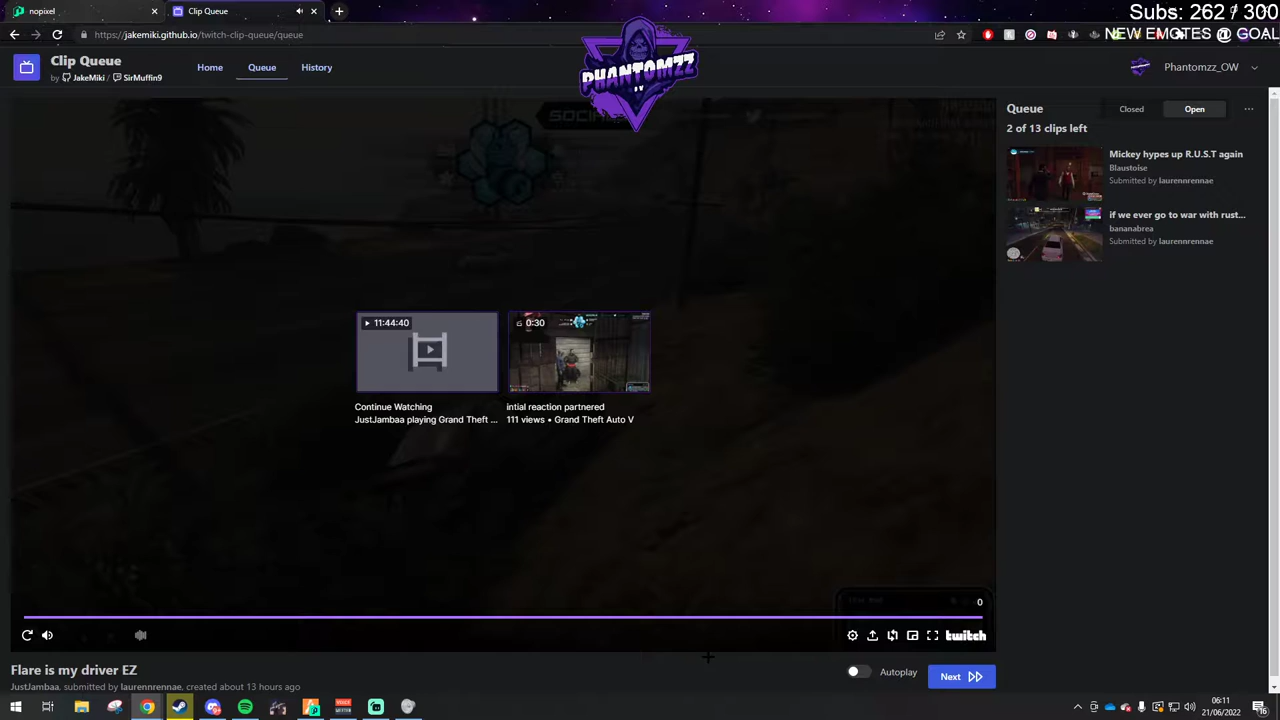 nopixel
Clip Queue
Subs: 262 / 300
NEW EMOTES @ GOAL
https://jakemiki.github.io/twitch-clip-queue/queue
Clip Queue
by JakeMiki / SirMuffin9
Home
Queue
History
PHANTOMZZ
OW
Phantomzz_OW
Queue
Closed
Open
2 of 13 clips left
Mickey hypes up R.U.S.T again
Blaustoise
Submitted by laurennrennae
if we ever go to war with rust...
bananabrea
Submitted by laurennrennae
11:44:40
0:30
Continue Watching
JustJambaa playing Grand Theft ...
intial reaction partnered
111 views • Grand Theft Auto V
0
twitch
Flare is my driver EZ
JustJambaa, submitted by laurennrennae, created about 13 hours ago
Autoplay
Next
06:11
21/06/2022